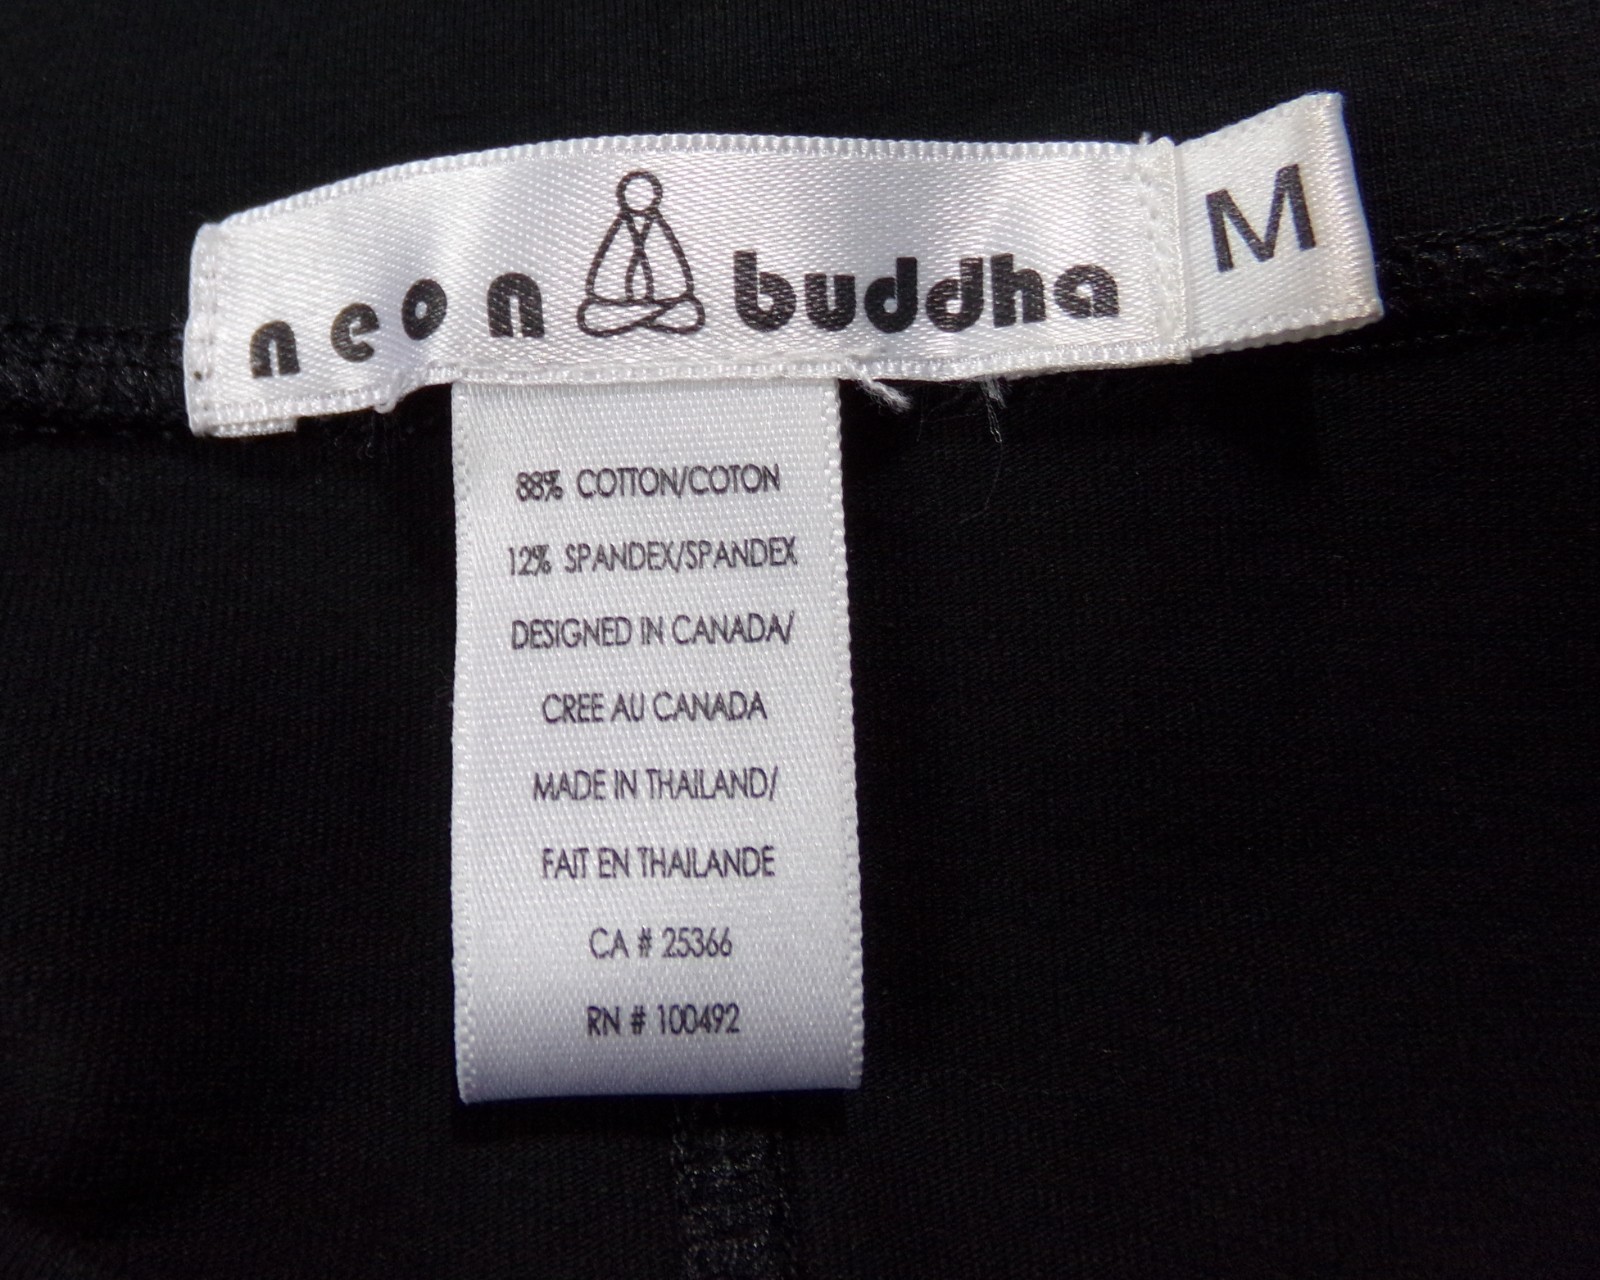 neon buddha M
88% COTTON/COTON
12% SPANDEX/SPANDEX
DESIGNED IN CANADA/
CREE AU CANADA
MADE IN THAILAND/
FAIT EN THAILANDE
CA # 25366
RN # 100492